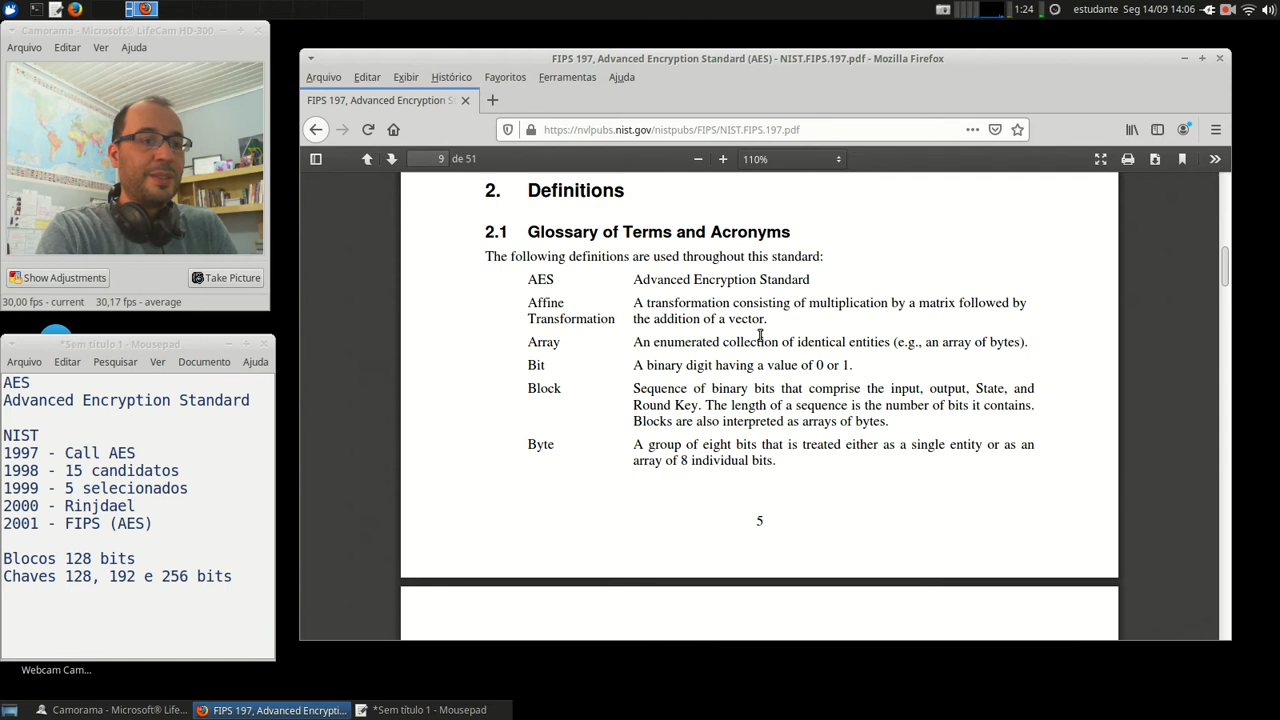 1:24
estudante Seg 14/09 14:06
Camorama - Microsoft® LifeCam HD-300
Arquivo Editar Ver Ajuda
Show Adjustments
Take Picture
30,00 fps - current 30,17 fps - average
*Sem título 1 - Mousepad
Arquivo Editar Pesquisar Ver Documento Ajuda
AES
Advanced Encryption Standard
NIST
1997 - Call AES
1998 - 15 candidatos
1999 - 5 selecionados
2000 - Rinjdael
2001 - FIPS (AES)
Blocos 128 bits
Chaves 128, 192 e 256 bits
Webcam Cam...
FIPS 197, Advanced Encryption Standard (AES) - NIST.FIPS.197.pdf - Mozilla Firefox
Arquivo Editar Exibir Histórico Favoritos Ferramentas Ajuda
FIPS 197, Advanced Encryption St
https://nvlpubs.nist.gov/nistpubs/FIPS/NIST.FIPS.197.pdf
9 de 51
110%
2. Definitions
2.1 Glossary of Terms and Acronyms
The following definitions are used throughout this standard:
AES Advanced Encryption Standard
Affine A transformation consisting of multiplication by a matrix followed by
Transformation the addition of a vector.
Array An enumerated collection of identical entities (e.g., an array of bytes).
Bit A binary digit having a value of 0 or 1.
Block Sequence of binary bits that comprise the input, output, State, and
Round Key. The length of a sequence is the number of bits it contains.
Blocks are also interpreted as arrays of bytes.
Byte A group of eight bits that is treated either as a single entity or as an
array of 8 individual bits.
5
Camorama - Microsoft® LifeC...
FIPS 197, Advanced Encrypti...
*Sem título 1 - Mousepad